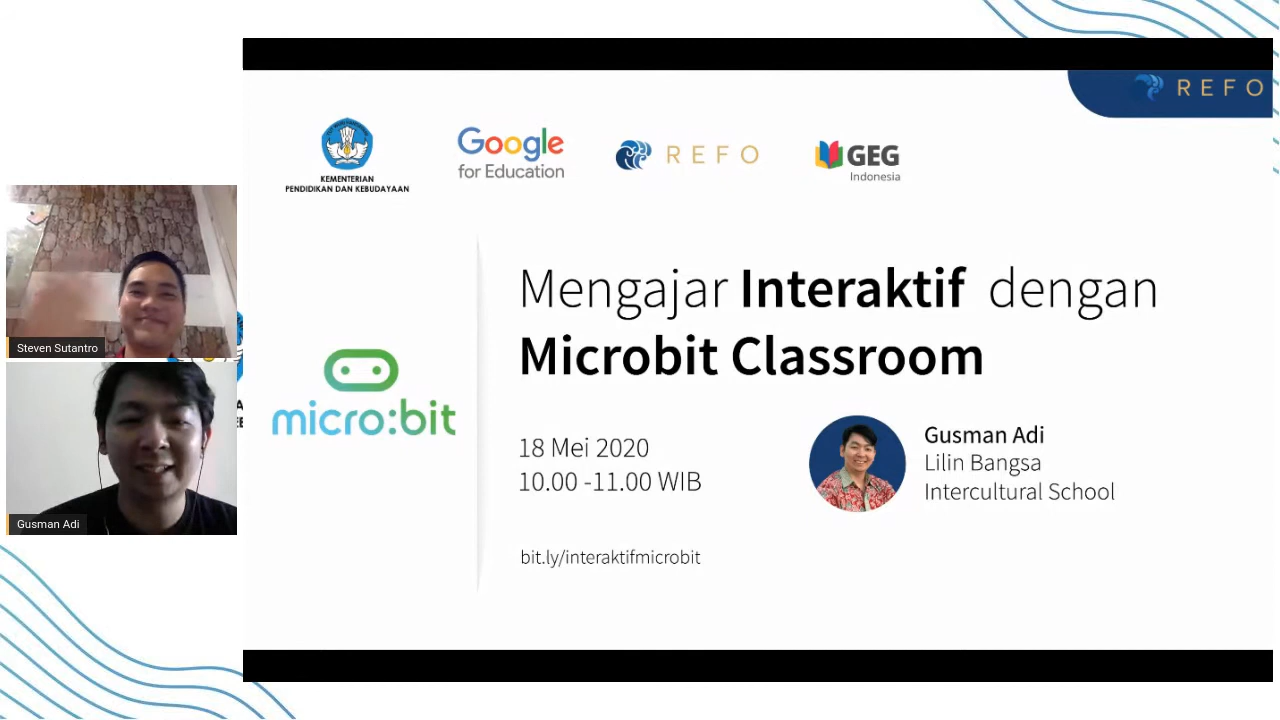 REFO
KEMENTERIAN
PENDIDIKAN DAN KEBUDAYAAN
Google
for Education
REFO
GEG
Indonesia
Mengajar Interaktif dengan
Microbit Classroom
micro:bit
18 Mei 2020
10.00 -11.00 WIB
Gusman Adi
Lilin Bangsa
Intercultural School
bit.ly/interaktifmicrobit
Steven Sutantro
Gusman Adi